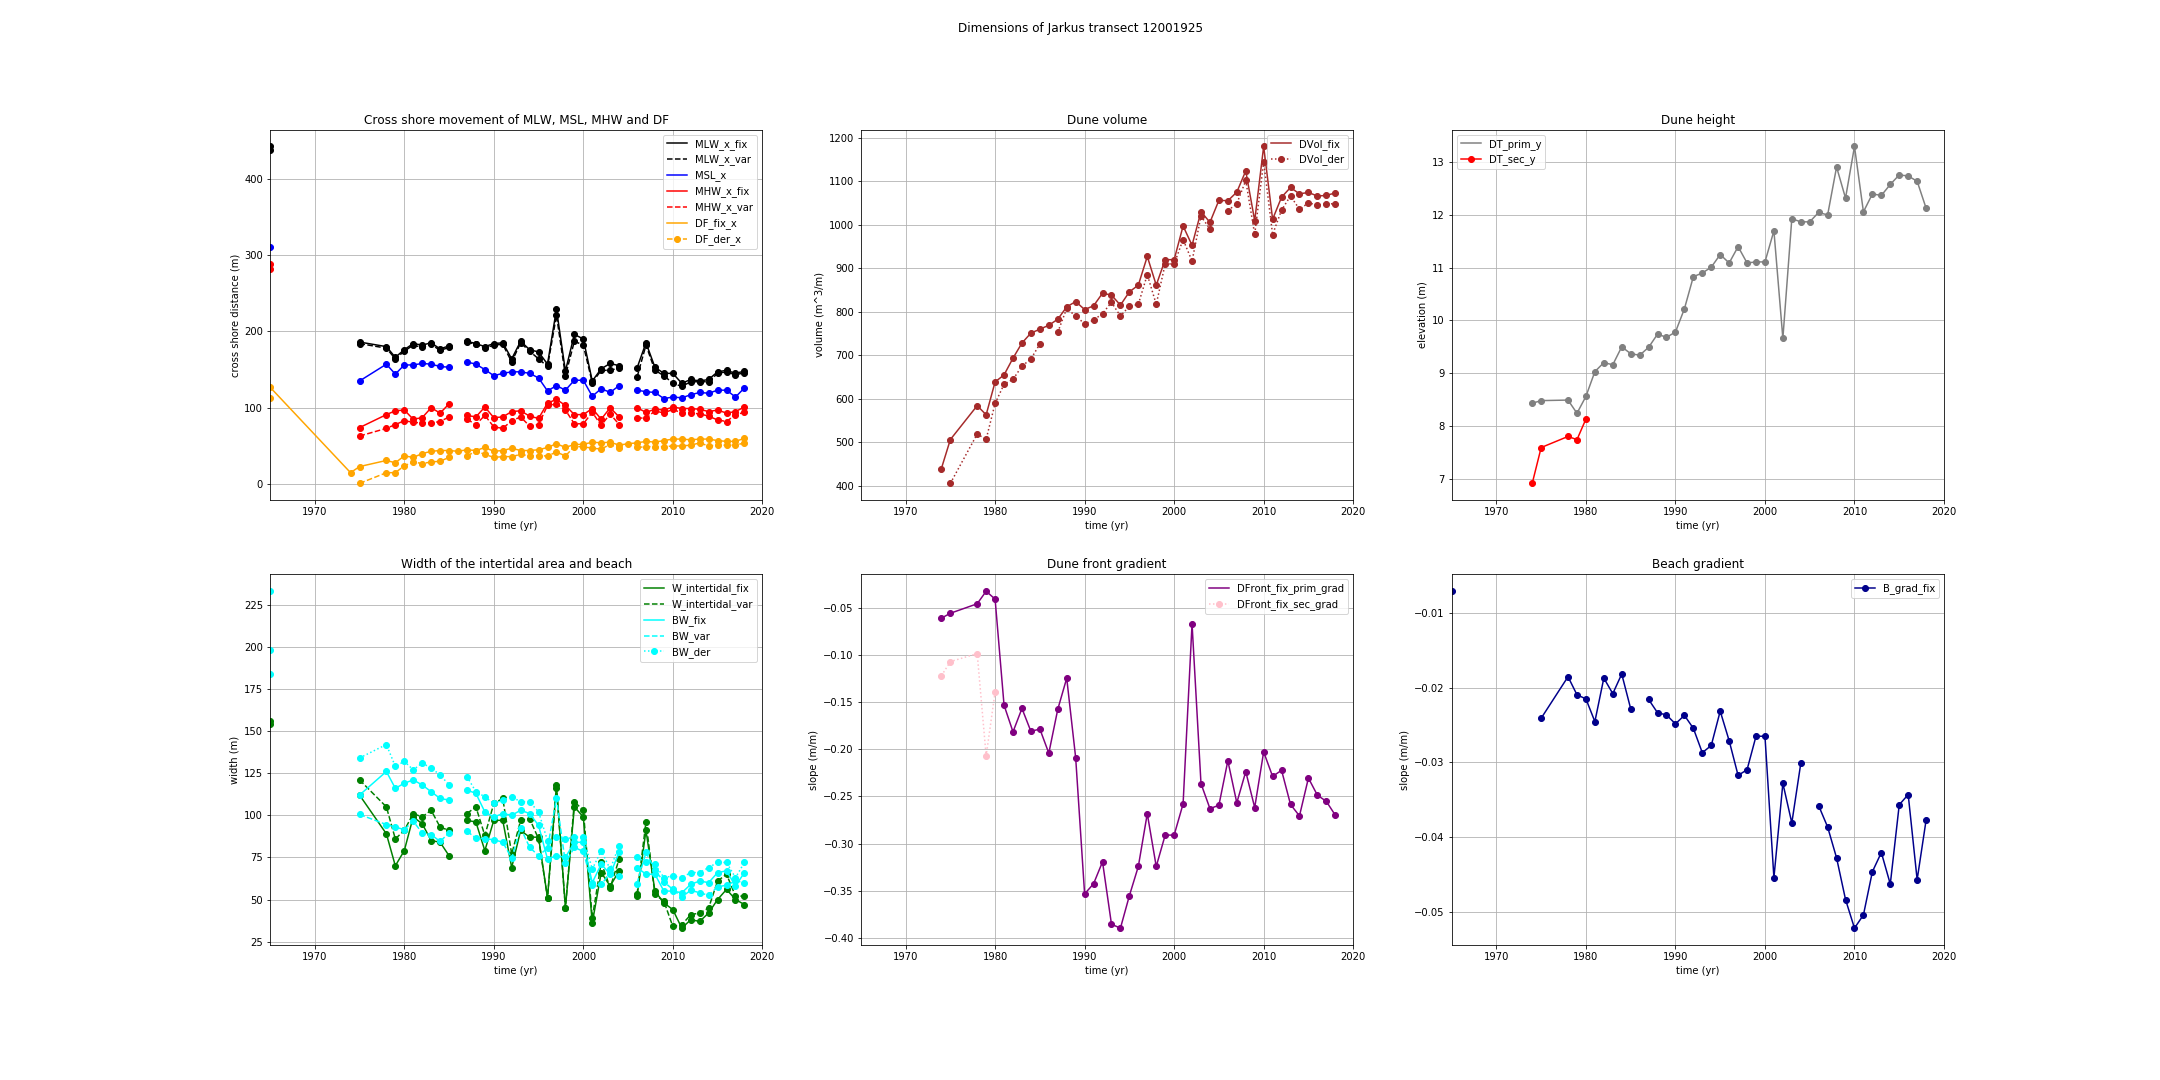 Dimensions of Jarkus transect 12001925
Cross shore movement of MLW, MSL, MHW and DF
cross shore distance (m)
400
300
200
100
0
MLW_x_fix
MLW_x_var
MSL_x
MHW_x_fix
MHW_x_var
DF_fix_x
DF_der_x
1970 1980 1990 2000 2010 2020
time (yr)
Dune volume
volume (m^3/m)
1200
1100
1000
900
800
700
600
500
400
DVol_fix
DVol_der
1970 1980 1990 2000 2010 2020
time (yr)
Dune height
elevation (m)
13
12
11
10
9
8
7
DT_prim_y
DT_sec_y
1970 1980 1990 2000 2010 2020
time (yr)
Width of the intertidal area and beach
width (m)
225
200
175
150
125
100
75
50
25
W_intertidal_fix
W_intertidal_var
BW_fix
BW_var
BW_der
1970 1980 1990 2000 2010 2020
time (yr)
Dune front gradient
slope (m/m)
−0.05
−0.10
−0.15
−0.20
−0.25
−0.30
−0.35
−0.40
DFront_fix_prim_grad
DFront_fix_sec_grad
1970 1980 1990 2000 2010 2020
time (yr)
Beach gradient
slope (m/m)
−0.01
−0.02
−0.03
−0.04
−0.05
B_grad_fix
1970 1980 1990 2000 2010 2020
time (yr)